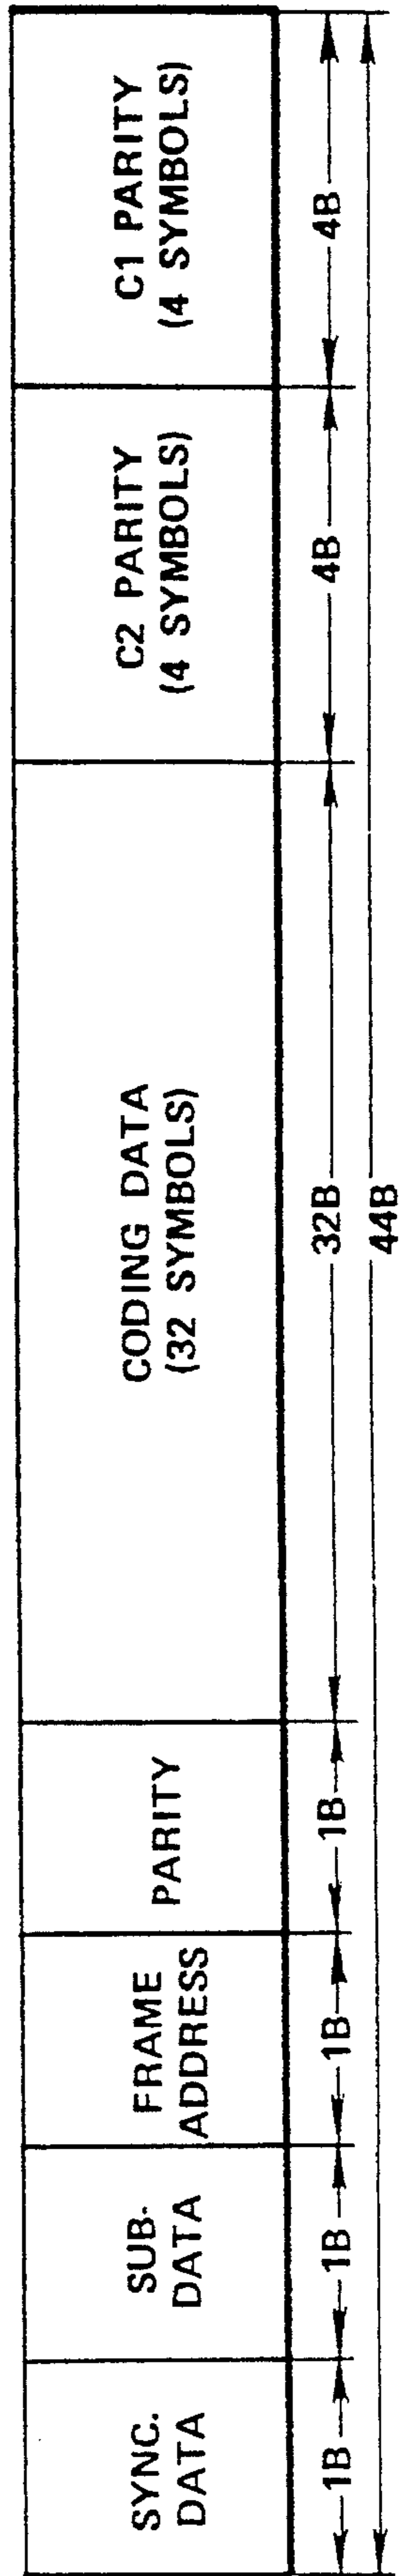 SYNC.
DATA
SUB-
DATA
FRAME
ADDRESS
PARITY
CODING DATA
(32 SYMBOLS)
C2 PARITY
(4 SYMBOLS)
C1 PARITY
(4 SYMBOLS)
1B
1B
1B
1B
32B
4B
4B
44B